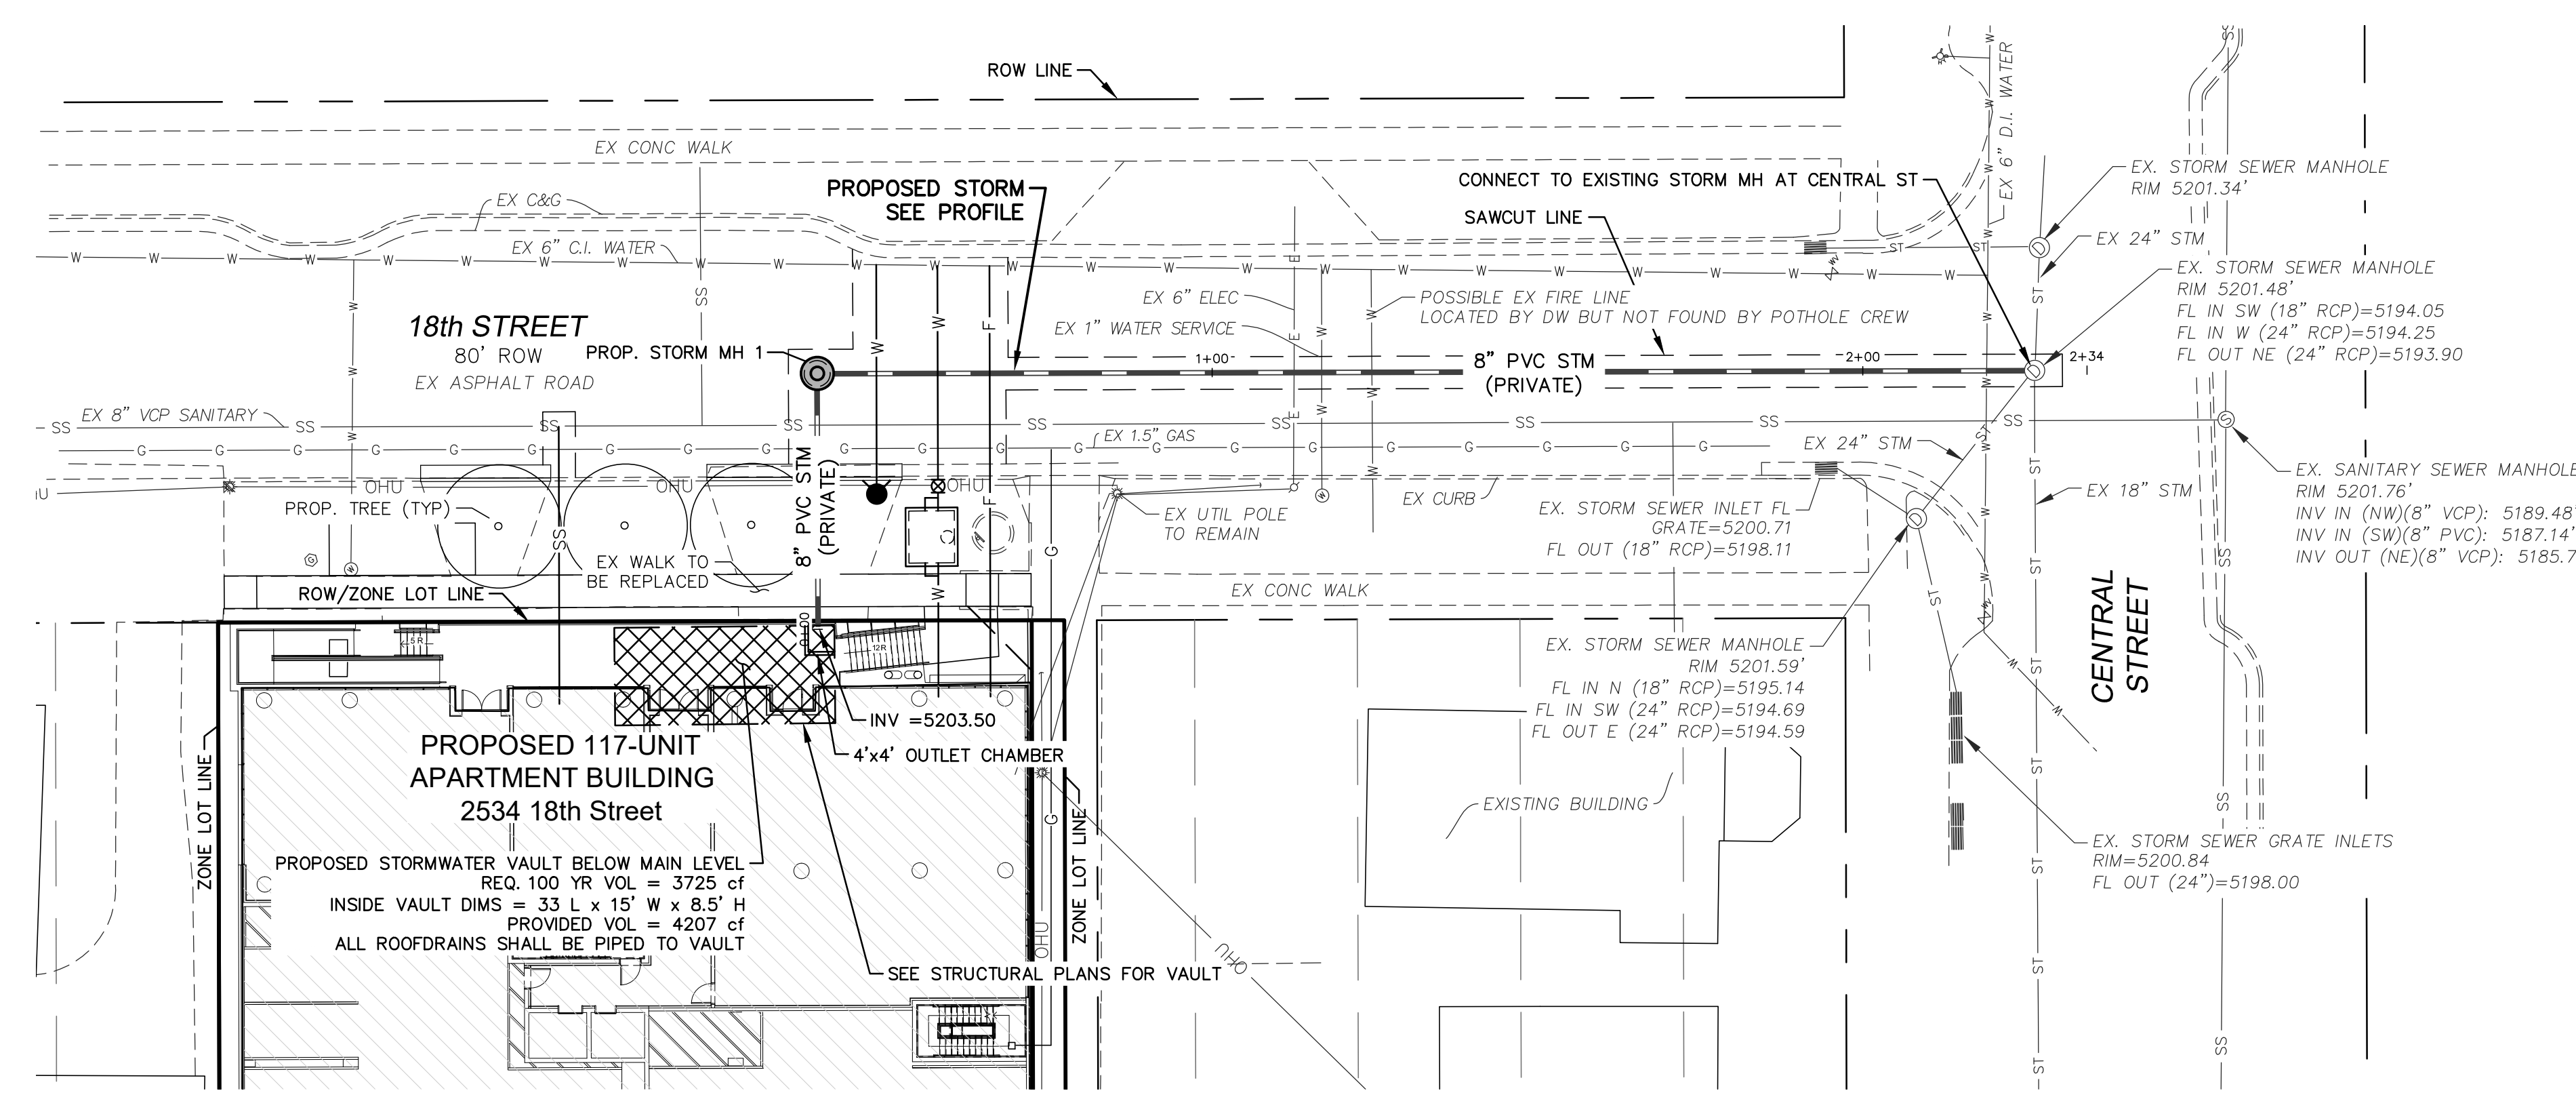 ROW LINE
EX CONC WALK
EX C&G
EX 6" C.I. WATER
PROPOSED STORM
SEE PROFILE
CONNECT TO EXISTING STORM MH AT CENTRAL ST
SAWCUT LINE
EX 6" D.I. WATER
EX. STORM SEWER MANHOLE
RIM 5201.34'
EX 24" STM
EX. STORM SEWER MANHOLE
RIM 5201.48'
FL IN SW (18" RCP)=5194.05
FL IN W (24" RCP)=5194.25
FL OUT NE (24" RCP)=5193.90
18th STREET
80' ROW
EX ASPHALT ROAD
PROP. STORM MH 1
EX 6" ELEC
EX 1" WATER SERVICE
POSSIBLE EX FIRE LINE
LOCATED BY DW BUT NOT FOUND BY POTHOLE CREW
1+00
8" PVC STM
(PRIVATE)
2+00
2+34
EX 8" VCP SANITARY
EX 1.5" GAS
EX 24" STM
EX 18" STM
EX. SANITARY SEWER MANHOLE
RIM 5201.76'
INV IN (NW)(8" VCP): 5189.48'
INV IN (SW)(8" PVC): 5187.14'
INV OUT (NE)(8" VCP): 5185.7
OHU
OHU
OHU
PROP. TREE (TYP)
8" PVC STM
(PRIVATE)
EX UTIL POLE
TO REMAIN
EX CURB
EX. STORM SEWER INLET FL
GRATE=5200.71
FL OUT (18" RCP)=5198.11
EX WALK TO
BE REPLACED
ROW/ZONE LOT LINE
EX CONC WALK
CENTRAL
STREET
0+00
5R
12R
EX. STORM SEWER MANHOLE
RIM 5201.59'
FL IN N (18" RCP)=5195.14
FL IN SW (24" RCP)=5194.69
FL OUT E (24" RCP)=5194.59
INV =5203.50
4'x4' OUTLET CHAMBER
PROPOSED 117-UNIT
APARTMENT BUILDING
2534 18th Street
ZONE LOT LINE
ZONE LOT LINE
EXISTING BUILDING
EX. STORM SEWER GRATE INLETS
RIM=5200.84
FL OUT (24")=5198.00
PROPOSED STORMWATER VAULT BELOW MAIN LEVEL
REQ. 100 YR VOL = 3725 cf
INSIDE VAULT DIMS = 33 L x 15' W x 8.5' H
PROVIDED VOL = 4207 cf
ALL ROOFDRAINS SHALL BE PIPED TO VAULT
SEE STRUCTURAL PLANS FOR VAULT
OHU
OHU